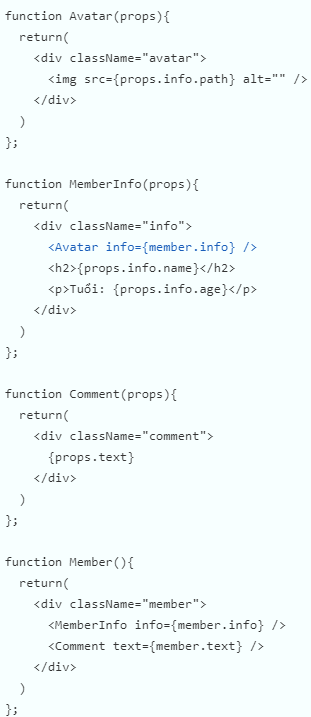 function Avatar(props){
  return(
    <div className="avatar">
      <img src={props.info.path} alt="" />
    </div>
  )
};

function MemberInfo(props){
  return(
    <div className="info">
      <Avatar info={member.info} />
      <h2>{props.info.name}</h2>
      <p>Tuổi: {props.info.age}</p>
    </div>
  )
};

function Comment(props){
  return(
    <div className="comment">
      {props.text}
    </div>
  )
};

function Member(){
  return(
    <div className="member">
      <MemberInfo info={member.info} />
      <Comment text={member.text} />
    </div>
  )
};